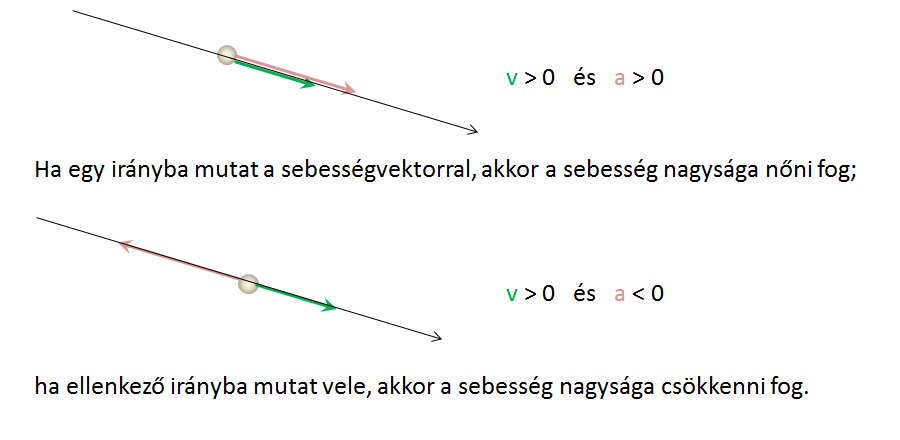 v > 0 és a > 0
Ha egy irányba mutat a sebességvektorral, akkor a sebesség nagysága nőni fog;
v > 0 és a < 0
ha ellenkező irányba mutat vele, akkor a sebesség nagysága csökkenni fog.